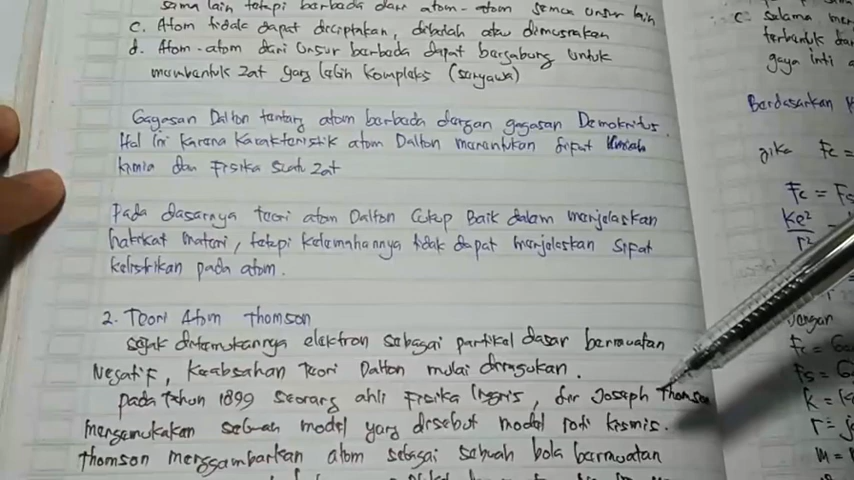 sama lain tetapi berbeda dari atom-atom semua unsur lain
c. Atom tidak dapat diciptakan, dibelah atau dimusnakan
d. Atom-atom dari unsur berbeda dapat bergabung untuk
membentuk zat yang lebih kompleks (senyawa)
Gagasan Dalton tentang atom berbeda dengan gagasan Demokritus.
Hal ini karena karakteristik atom Dalton menentukan sifat
kimia dan Fisika suatu zat
Pada dasarnya teori atom Dalton cukup Baik dalam menjelaskan
hakikat materi, tetapi kelemahannya tidak dapat menjelaskan sifat
kelistrikan pada atom.
2. Teori Atom Thomson
sejak ditemukannya elektron sebagai partikel dasar bermuatan
Negatif, keabsahan Teori Dalton mulai diragukan.
pada tahun 1899 seorang ahli Fisika Inggris, Sir Joseph Thomson
mengemukakan sebuah model yang disebut model roti kismis.
Thomson menggambarkan atom sebagai sebuah bola bermuatan
c. selama
terbentuk
gaya inti
Berdasarkan
jika Fc =
Fc = Fs
ke²
r²
dengan
Fc =
Fs =
k =
r =
m =